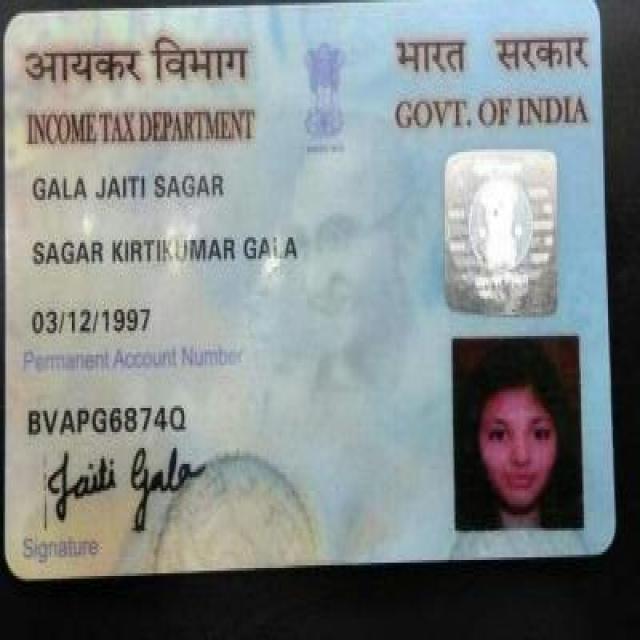 आयकर विभाग
भारत सरकार
INCOME TAX DEPARTMENT
GOVT. OF INDIA
GALA JAITI SAGAR
SAGAR KIRTIKUMAR GALA
03/12/1997
Permanent Account Number
BVAPG6874Q
Jaiti Gala
Signature